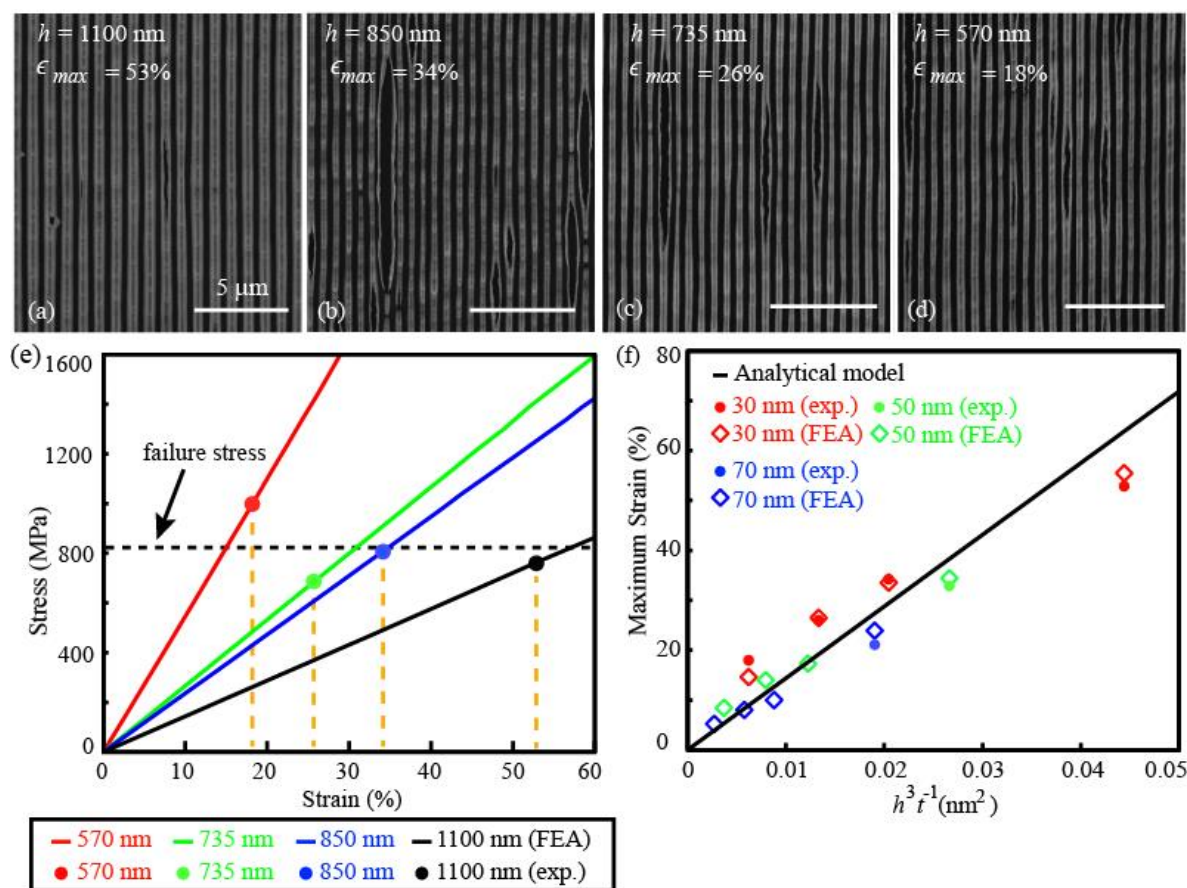 h = 1100 nm
ϵmax = 53%
5 μm
(a)
h = 850 nm
ϵmax = 34%
(b)
h = 735 nm
ϵmax = 26%
(c)
h = 570 nm
ϵmax = 18%
(d)
(e)
1600
1200
800
400
0
Stress (MPa)
failure stress
0 10 20 30 40 50 60
Strain (%)
570 nm 735 nm 850 nm 1100 nm (FEA)
570 nm 735 nm 850 nm 1100 nm (exp.)
(f)
80
60
40
20
0
Maximum Strain (%)
Analytical model
30 nm (exp.) 50 nm (exp.)
30 nm (FEA) 50 nm (FEA)
70 nm (exp.)
70 nm (FEA)
0 0.01 0.02 0.03 0.04 0.05
h³t⁻¹(nm²)